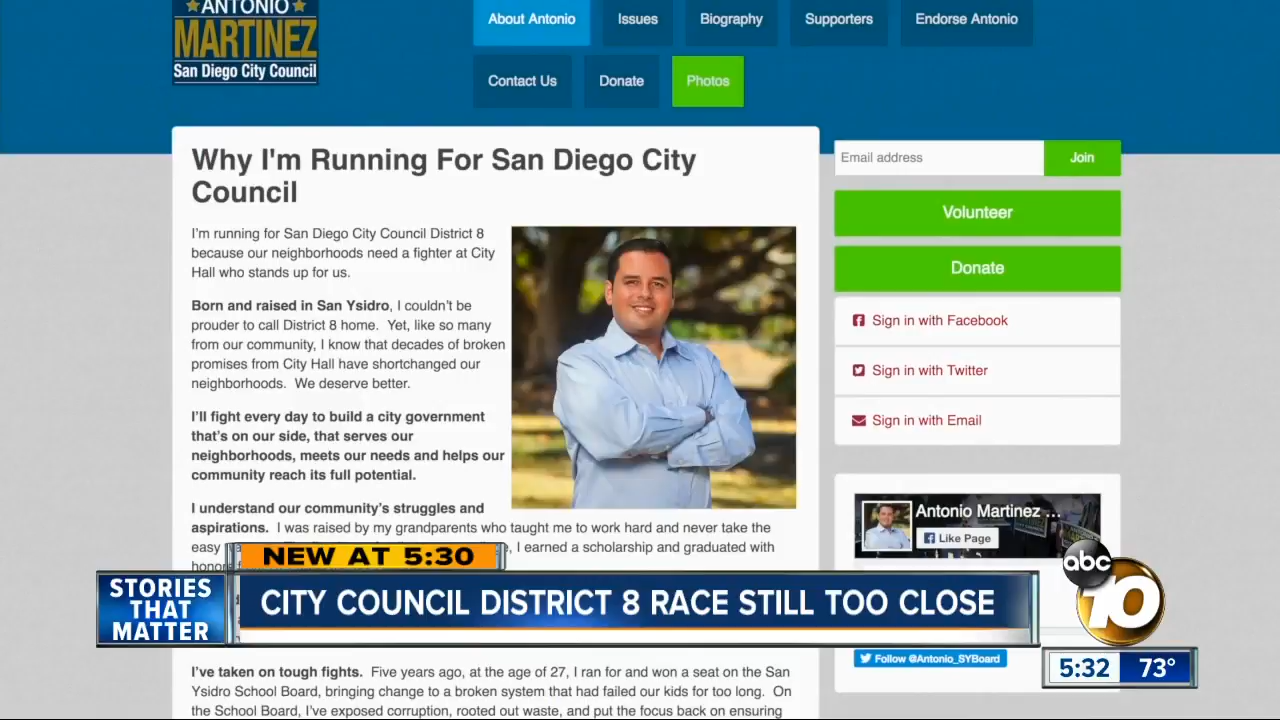 ANTONIO
MARTINEZ
San Diego City Council
About Antonio
Issues
Biography
Supporters
Endorse Antonio
Contact Us
Donate
Photos
Why I'm Running For San Diego City
Council
I'm running for San Diego City Council District 8
because our neighborhoods need a fighter at City
Hall who stands up for us.
Born and raised in San Ysidro, I couldn't be
prouder to call District 8 home. Yet, like so many
from our community, I know that decades of broken
promises from City Hall have shortchanged our
neighborhoods. We deserve better.
I'll fight every day to build a city government
that's on our side, that serves our
neighborhoods, meets our needs and helps our
community reach its full potential.
I understand our community's struggles and
aspirations. I was raised by my grandparents who taught me to work hard and never take the
easy
, I earned a scholarship and graduated with
I've taken on tough fights. Five years ago, at the age of 27, I ran for and won a seat on the San
Ysidro School Board, bringing change to a broken system that had failed our kids for too long. On
the School Board, I've exposed corruption, rooted out waste, and put the focus back on ensuring
Email address
Join
Volunteer
Donate
Sign in with Facebook
Sign in with Twitter
Sign in with Email
Antonio Martinez ...
Like Page
Follow @Antonio_SYBoard
NEW AT 5:30
STORIES
THAT
MATTER
CITY COUNCIL DISTRICT 8 RACE STILL TOO CLOSE
abc
10
5:32 73°